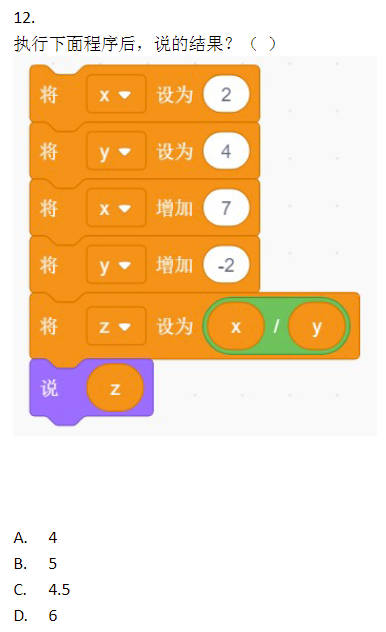 12.
执行下面程序后，说的结果？（ ）
将 x 设为 2
将 y 设为 4
将 x 增加 7
将 y 增加 -2
将 z 设为 x / y
说 z
A. 4
B. 5
C. 4.5
D. 6